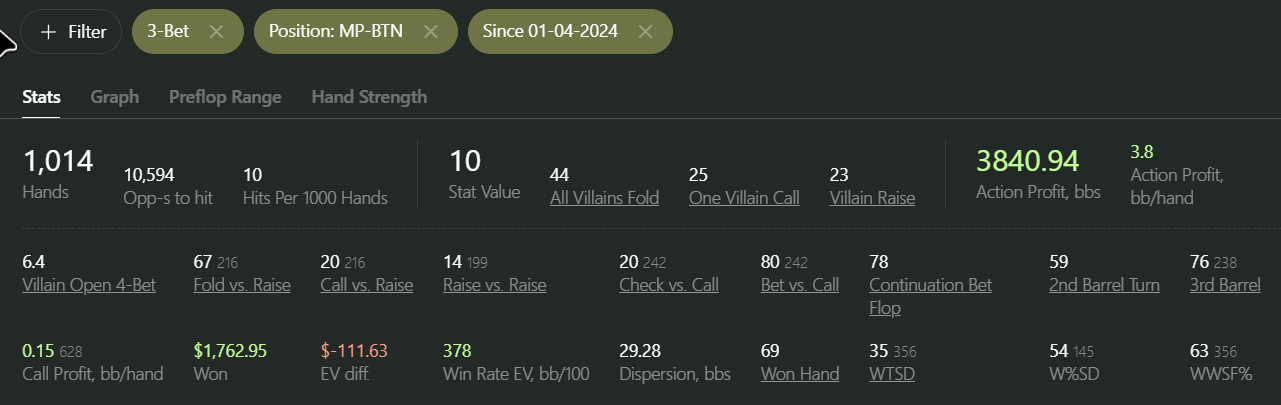 + Filter 3-Bet × Position: MP-BTN × Since 01-04-2024 ×
Stats Graph Preflop Range Hand Strength
1,014
Hands
10,594
Opp-s to hit
10
Hits Per 1000 Hands
10
Stat Value
44
All Villains Fold
25
One Villain Call
23
Villain Raise
3840.94
Action Profit, bbs
3.8
Action Profit,
bb/hand
6.4
Villain Open 4-Bet
67 216
Fold vs. Raise
20 216
Call vs. Raise
14 199
Raise vs. Raise
20 242
Check vs. Call
80 242
Bet vs. Call
78
Continuation Bet
Flop
59
2nd Barrel Turn
76 238
3rd Barrel
0.15 628
Call Profit, bb/hand
$1,762.95
Won
$-111.63
EV diff.
378
Win Rate EV, bb/100
29.28
Dispersion, bbs
69
Won Hand
35 356
WTSD
54 145
W%SD
63 356
WWSF%